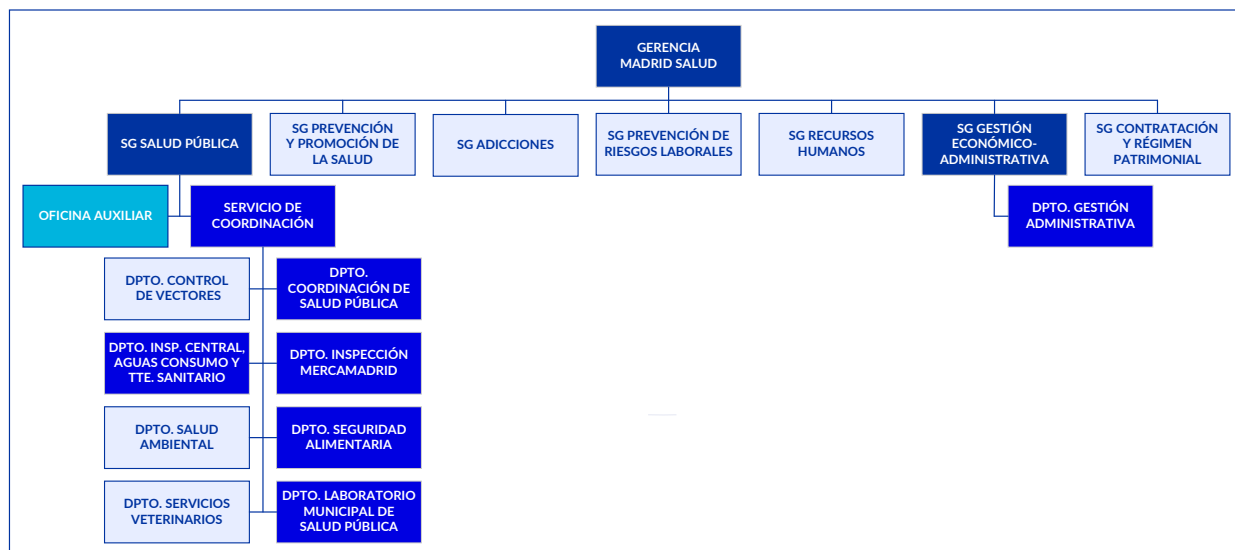 GERENCIA
MADRID SALUD
SG SALUD PÚBLICA
SG PREVENCIÓN
Y PROMOCIÓN DE
LA SALUD
SG ADICCIONES
SG PREVENCIÓN DE
RIESGOS LABORALES
SG RECURSOS
HUMANOS
SG GESTIÓN
ECONÓMICO-
ADMINISTRATIVA
SG CONTRATACIÓN
Y RÉGIMEN
PATRIMONIAL
OFICINA AUXILIAR
SERVICIO DE
COORDINACIÓN
DPTO. GESTIÓN
ADMINISTRATIVA
DPTO. CONTROL
DE VECTORES
DPTO.
COORDINACIÓN DE
SALUD PÚBLICA
DPTO. INSP. CENTRAL,
AGUAS CONSUMO Y
TTE. SANITARIO
DPTO. INSPECCIÓN
MERCAMADRID
DPTO. SALUD
AMBIENTAL
DPTO. SEGURIDAD
ALIMENTARIA
DPTO. SERVICIOS
VETERINARIOS
DPTO. LABORATORIO
MUNICIPAL DE
SALUD PÚBLICA